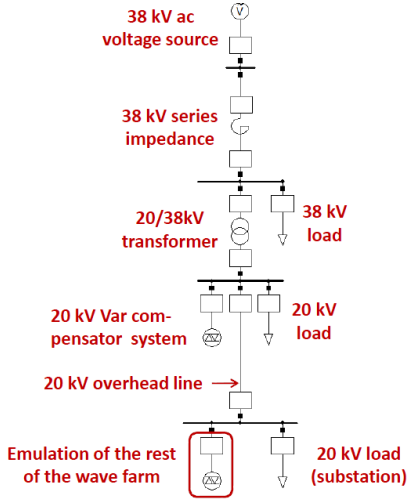 38 kV ac
voltage source
V
38 kV series
impedance
20/38kV
transformer
38 kV
load
20 kV Var com-
pensator system
20 kV
load
20 kV overhead line
Emulation of the rest
of the wave farm
20 kV load
(substation)